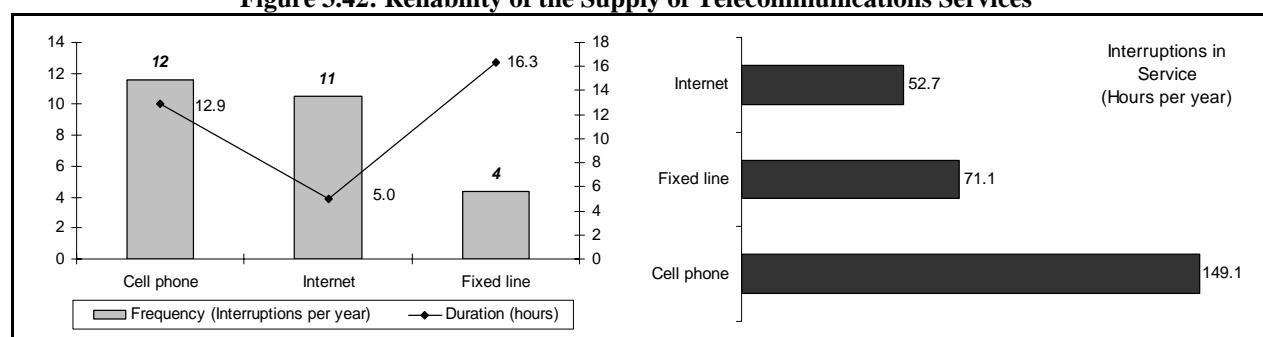 Figure 3.42: Reliability of the Supply of Telecommunications Services
14
12
10
8
6
4
2
0
18
16
14
12
10
8
6
4
2
0
12
11
4
12.9
5.0
16.3
Cell phone Internet Fixed line
Frequency (Interruptions per year) Duration (hours)
Interruptions in
Service
(Hours per year)
Internet 52.7
Fixed line 71.1
Cell phone 149.1